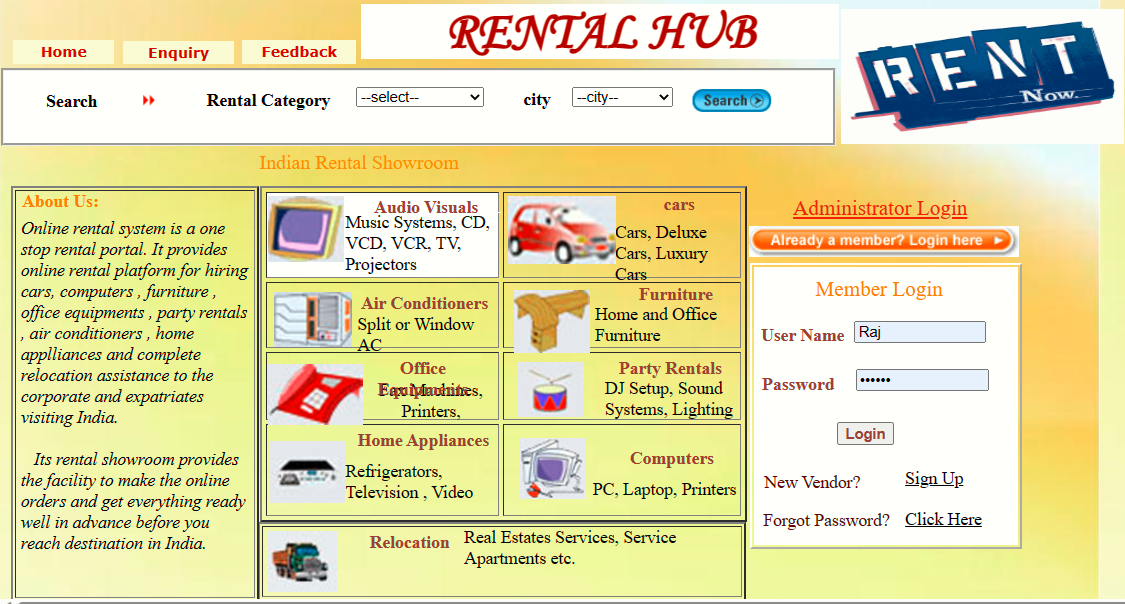 RENTAL HUB
RENT
Now.
Home
Enquiry
Feedback
Search
Rental Category
--select--
city
--city--
Search
Indian Rental Showroom
About Us:
Online rental system is a one
stop rental portal. It provides
online rental platform for hiring
cars, computers , furniture ,
office equipments , party rentals
, air conditioners , home
applliances and complete
relocation assistance to the
corporate and expatriates
visiting India.
Its rental showroom provides
the facility to make the online
orders and get everything ready
well in advance before you
reach destination in India.
Audio Visuals
Music Systems, CD,
VCD, VCR, TV,
Projectors
cars
Cars, Deluxe
Cars, Luxury
Cars
Air Conditioners
Split or Window
AC
Furniture
Home and Office
Furniture
Office
Equipments
Fax Machines,
Printers,
Party Rentals
DJ Setup, Sound
Systems, Lighting
Home Appliances
Refrigerators,
Television , Video
Computers
PC, Laptop, Printers
Relocation
Real Estates Services, Service
Apartments etc.
Administrator Login
Already a member? Login here
Member Login
User Name
Raj
Password
••••••
Login
New Vendor?
Sign Up
Forgot Password?
Click Here